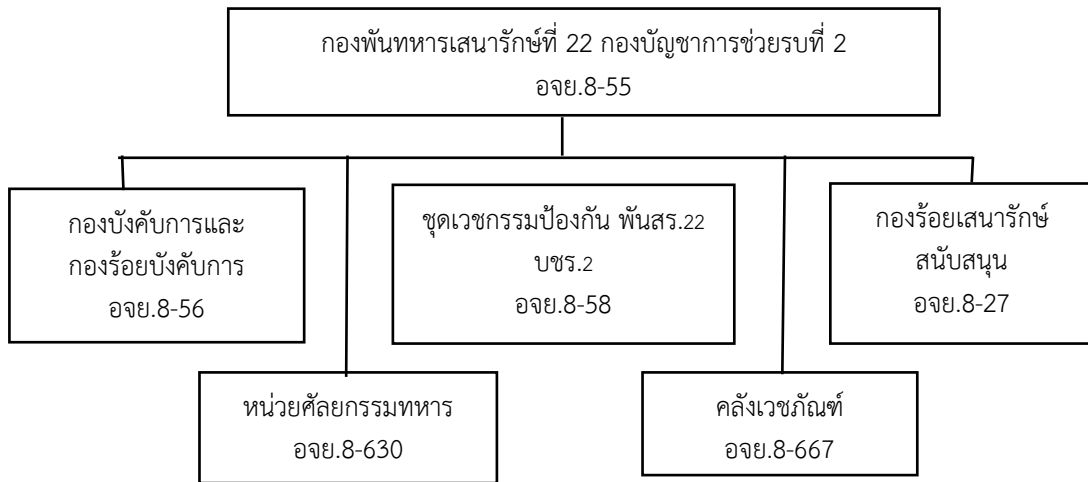 กองพันทหารเสนารักษ์ที่ 22 กองบัญชาการช่วยรบที่ 2
อจย.8-55
กองบังคับการและ
กองร้อยบังคับการ
อจย.8-56
ชุดเวชกรรมป้องกัน พันสร.22
บชร.2
อจย.8-58
กองร้อยเสนารักษ์
สนับสนุน
อจย.8-27
หน่วยศัลยกรรมทหาร
อจย.8-630
คลังเวชภัณฑ์
อจย.8-667